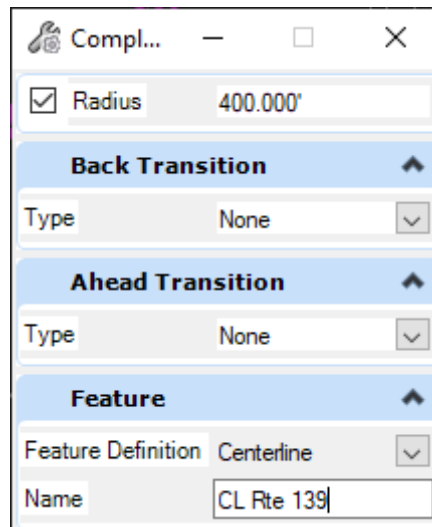 Compl...
Radius 400.000'
Back Transition
Type None
Ahead Transition
Type None
Feature
Feature Definition Centerline
Name CL Rte 139